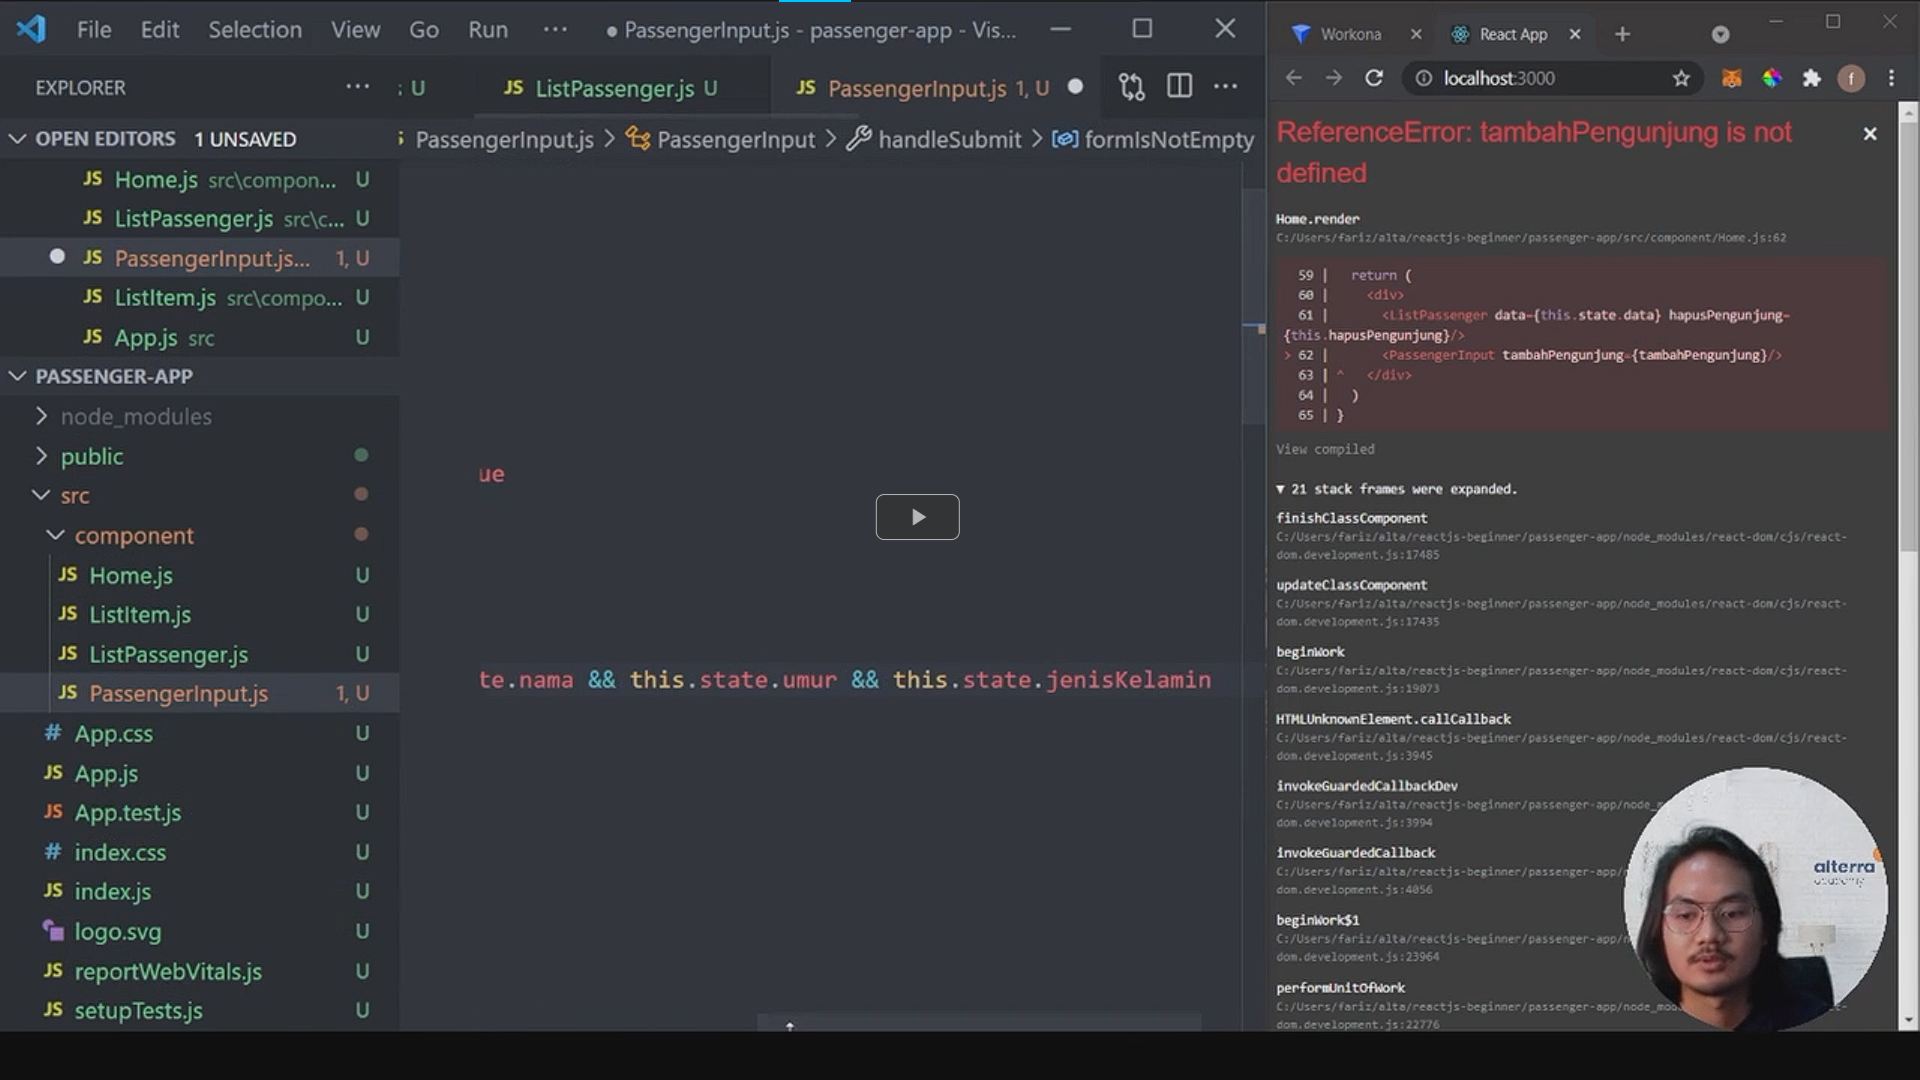 File Edit Selection View Go Run ··· ● PassengerInput.js - passenger-app - Vis...
EXPLORER ···
; U JS ListPassenger.js U JS PassengerInput.js 1, U
PassengerInput.js > PassengerInput > handleSubmit > formIsNotEmpty
OPEN EDITORS 1 UNSAVED
JS Home.js src\compon... U
JS ListPassenger.js src\c... U
JS PassengerInput.js... 1, U
JS ListItem.js src\compo... U
JS App.js src U
PASSENGER-APP
node_modules
public
src
component
JS Home.js U
JS ListItem.js U
JS ListPassenger.js U
JS PassengerInput.js 1, U
# App.css U
JS App.js U
JS App.test.js U
# index.css U
JS index.js U
logo.svg U
JS reportWebVitals.js U
JS setupTests.js U
ue
te.nama && this.state.umur && this.state.jenisKelamin
Workona
React App
localhost:3000
f
ReferenceError: tambahPengunjung is not
defined
Home.render
C:/Users/fariz/alta/reactjs-beginner/passenger-app/src/component/Home.js:62
59 | return (
60 | <div>
61 | <ListPassenger data={this.state.data} hapusPengunjung=
{this.hapusPengunjung}/>
> 62 | <PassengerInput tambahPengunjung={tambahPengunjung}/>
63 | ^ </div>
64 | )
65 | }
View compiled
▼ 21 stack frames were expanded.
finishClassComponent
C:/Users/fariz/alta/reactjs-beginner/passenger-app/node_modules/react-dom/cjs/react-
dom.development.js:17485
updateClassComponent
C:/Users/fariz/alta/reactjs-beginner/passenger-app/node_modules/react-dom/cjs/react-
dom.development.js:17435
beginWork
C:/Users/fariz/alta/reactjs-beginner/passenger-app/node_modules/react-dom/cjs/react-
dom.development.js:19073
HTMLUnknownElement.callCallback
C:/Users/fariz/alta/reactjs-beginner/passenger-app/node_modules/react-dom/cjs/react-
dom.development.js:3945
invokeGuardedCallbackDev
C:/Users/fariz/alta/reactjs-beginner/passenger-app/node_m
dom.development.js:3994
invokeGuardedCallback
C:/Users/fariz/alta/reactjs-beginner/passenger-app/
dom.development.js:4056
beginWork$1
C:/Users/fariz/alta/reactjs-beginner/passenger-app/
dom.development.js:23964
performUnitOfWork
C:/Users/fariz/alta/reactjs-beginner/passenger-app/node_mo ct-
dom.development.js:22776
alterra
academy